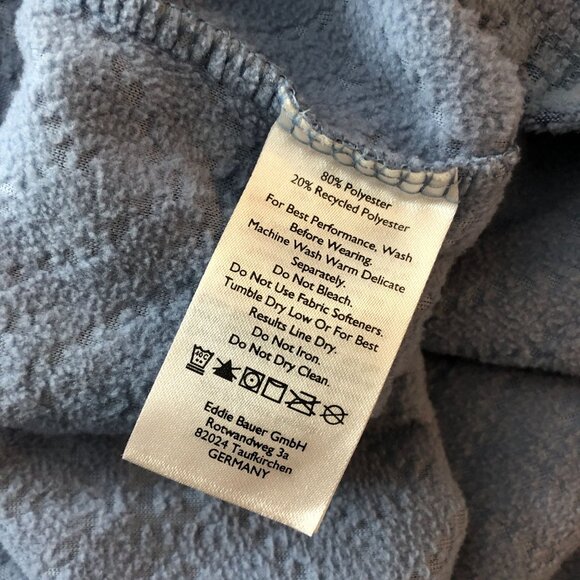 80% Polyester
20% Recycled Polyester
For Best Performance, Wash
Before Wearing.
Machine Wash Warm Delicate
Separately.
Do Not Bleach.
Do Not Use Fabric Softeners.
Tumble Dry Low Or For Best
Results Line Dry.
Do Not Iron.
Do Not Dry Clean.
40C
Eddie Bauer GmbH
Rotwandweg 3a
82024 Taufkirchen
GERMANY